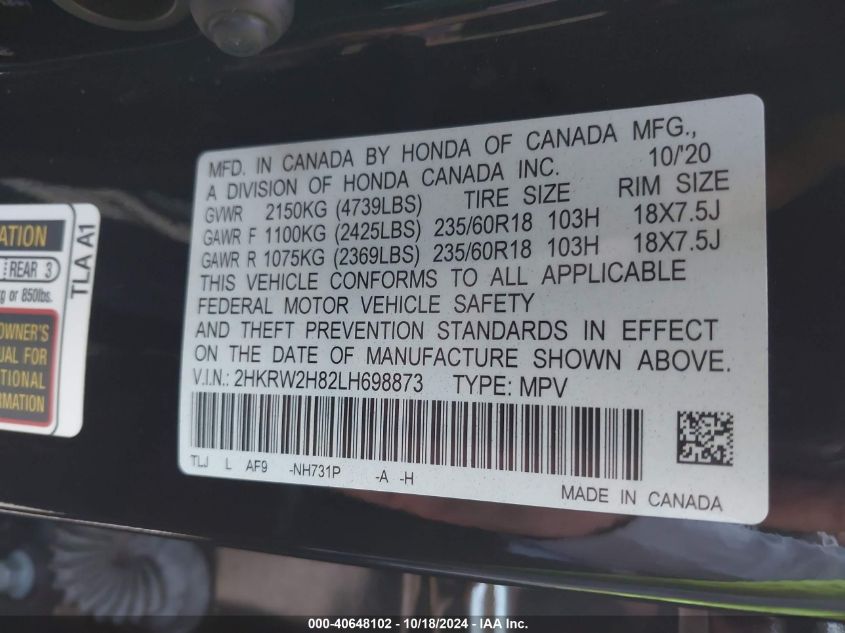 MFD. IN CANADA BY HONDA OF CANADA MFG.,
A DIVISION OF HONDA CANADA INC. 10/'20
GVWR 2150KG (4739LBS) TIRE SIZE RIM SIZE
GAWR F 1100KG (2425LBS) 235/60R18 103H 18X7.5J
GAWR R 1075KG (2369LBS) 235/60R18 103H 18X7.5J
THIS VEHICLE CONFORMS TO ALL APPLICABLE
FEDERAL MOTOR VEHICLE SAFETY
AND THEFT PREVENTION STANDARDS IN EFFECT
ON THE DATE OF MANUFACTURE SHOWN ABOVE.
V.I.N.: 2HKRW2H82LH698873 TYPE: MPV
TLJ L AF9 -NH731P -A -H
MADE IN CANADA
ATION
REAR 3
g or 850lbs.
OWNER'S
UAL FOR
TIONAL
RMATION
TLA A1
000-40648102 - 10/18/2024 - IAA Inc.